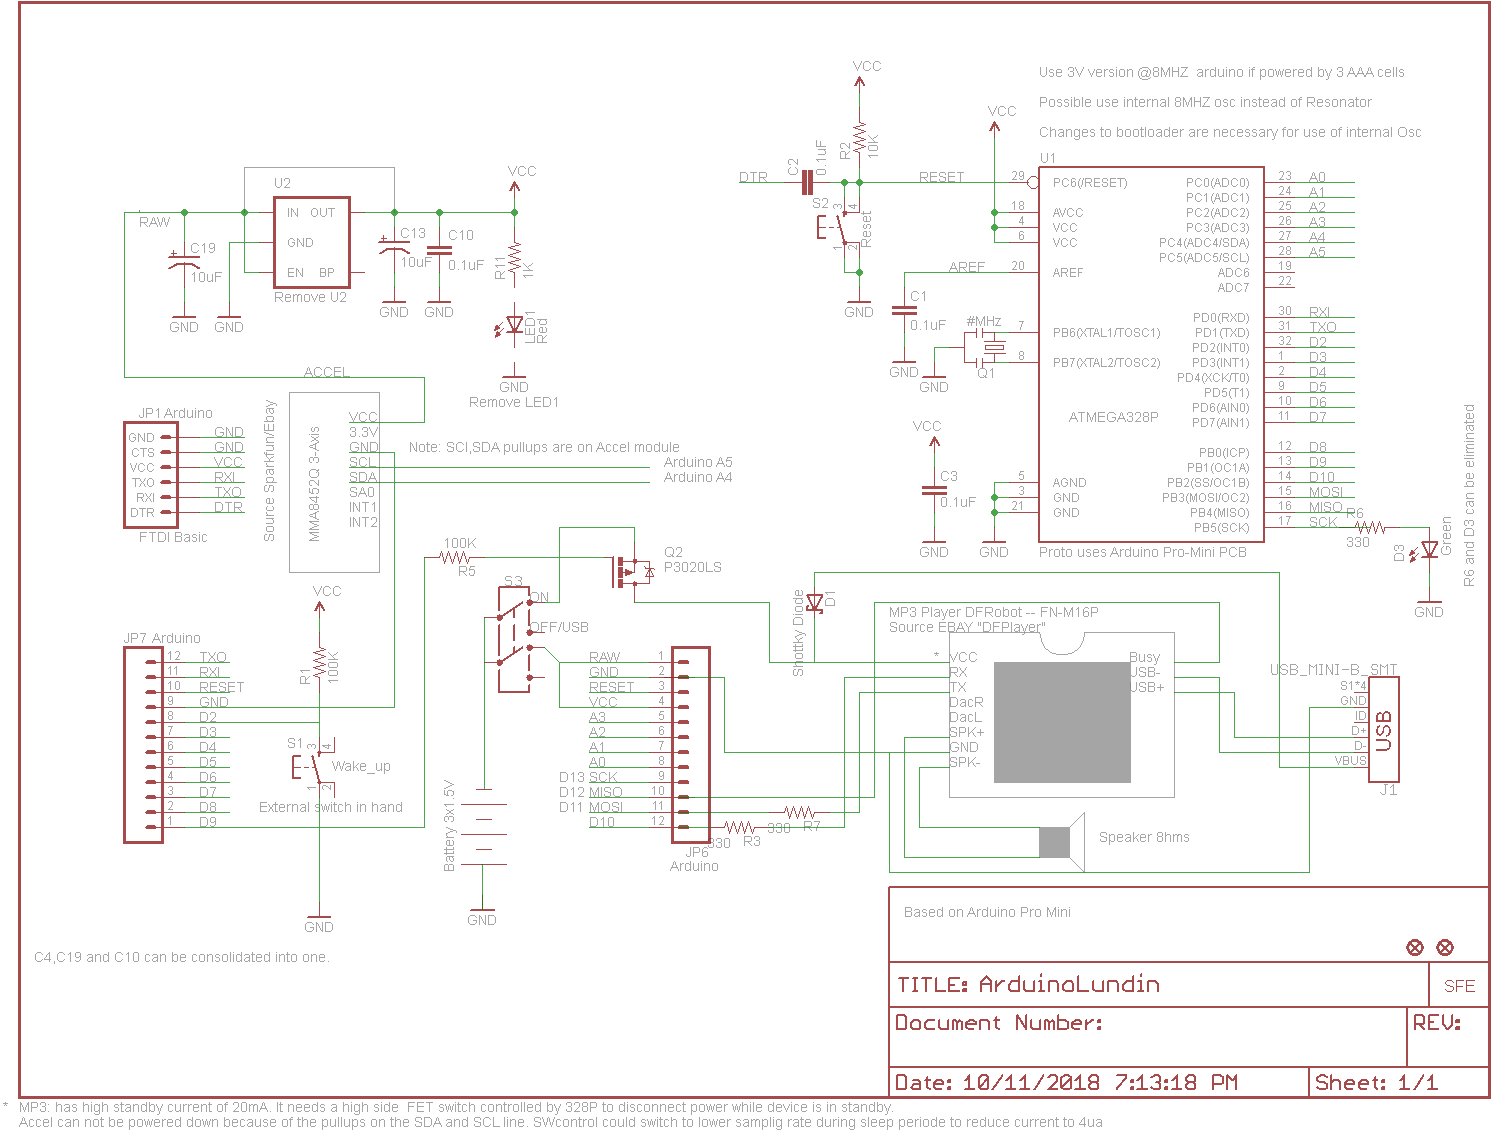 VCC
Use 3V version @8MHZ arduino if powered by 3 AAA cells
Possible use internal 8MHZ osc instead of Resonator
Changes to bootloader are necessary for use of internal Osc
VCC
R2
10K
C2
0.1uF
DTR
RESET
S2
3
4
1
2
Reset
GND
U1
29
PC6(/RESET)
18
AVCC
4
VCC
6
VCC
AREF
20
AREF
C1
0.1uF
GND
#MHz
Q1
GND
7
PB6(XTAL1/TOSC1)
8
PB7(XTAL2/TOSC2)
ATMEGA328P
VCC
C3
0.1uF
GND
5
AGND
3
GND
21
GND
GND
PC0(ADC0) 23 A0
PC1(ADC1) 24 A1
PC2(ADC2) 25 A2
PC3(ADC3) 26 A3
PC4(ADC4/SDA) 27 A4
PC5(ADC5/SCL) 28 A5
ADC6 19
ADC7 22
PD0(RXD) 30 RXI
PD1(TXD) 31 TXO
PD2(INT0) 32 D2
PD3(INT1) 1 D3
PD4(XCK/T0) 2 D4
PD5(T1) 9 D5
PD6(AIN0) 10 D6
PD7(AIN1) 11 D7
PB0(ICP) 12 D8
PB1(OC1A) 13 D9
PB2(SS/OC1B) 14 D10
PB3(MOSI/OC2) 15 MOSI
PB4(MISO) 16 MISO
PB5(SCK) 17 SCK
Proto uses Arduino Pro-Mini PCB
R6
330
D3
Green
GND
R6 and D3 can be eliminated
RAW
U2
IN OUT
GND
EN BP
Remove U2
C19
10uF
GND
GND
C13
10uF
GND
C10
0.1uF
GND
VCC
R11
1K
LED1
Red
GND
Remove LED1
ACCEL
JP1 Arduino
GND GND
CTS GND
VCC VCC
TXO RXI
RXI TXO
DTR DTR
FTDI Basic
Source Sparkfun/Ebay
MMA8452Q 3-Axis
VCC
3.3V
GND
SCL
SDA
SA0
INT1
INT2
Note: SCI,SDA pullups are on Accel module
Arduino A5
Arduino A4
100K
R5
Q2
P3020LS
S3
ON
OFF/USB
VCC
R1
100K
JP7 Arduino
12 TXO
11 RXI
10 RESET
9 GND
8 D2
7 D3
6 D4
5 D5
4 D6
3 D7
2 D8
1 D9
S1
3
4
1
2
Wake_up
External switch in hand
GND
Battery 3x1.5V
GND
RAW 1
GND 2
RESET 3
VCC 4
A3 5
A2 6
A1 7
A0 8
D13 SCK 9
D12 MISO 10
D11 MOSI 11
D10 12
JP6
Arduino
330
R3
330
R7
Shottky Diode
D1
MP3 Player DFRobot -- FN-M16P
Source EBAY "DFPlayer"
* VCC
RX
TX
DacR
DacL
SPK+
GND
SPK-
Busy
USB-
USB+
Speaker 8hms
USB_MINI-B_SMT
S1*4
GND
ID
D+
D-
VBUS
USB
J1
C4,C19 and C10 can be consolidated into one.
Based on Arduino Pro Mini
TITLE: ArduinoLundin
SFE
Document Number:
REV:
Date: 10/11/2018 7:13:18 PM
Sheet: 1/1
* MP3: has high standby current of 20mA. It needs a high side FET switch controlled by 328P to disconnect power while device is in standby.
Accel can not be powered down because of the pullups on the SDA and SCL line. SWcontrol could switch to lower samplig rate during sleep periode to reduce current to 4ua